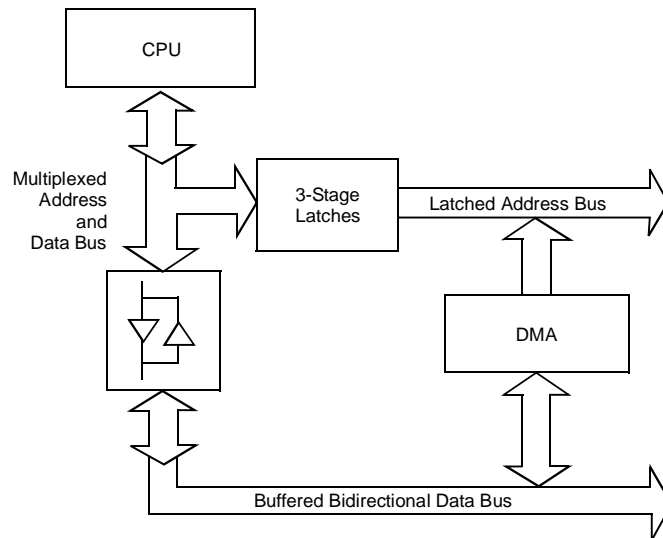 CPU
Multiplexed
Address
and
Data Bus
3-Stage
Latches
Latched Address Bus
DMA
Buffered Bidirectional Data Bus